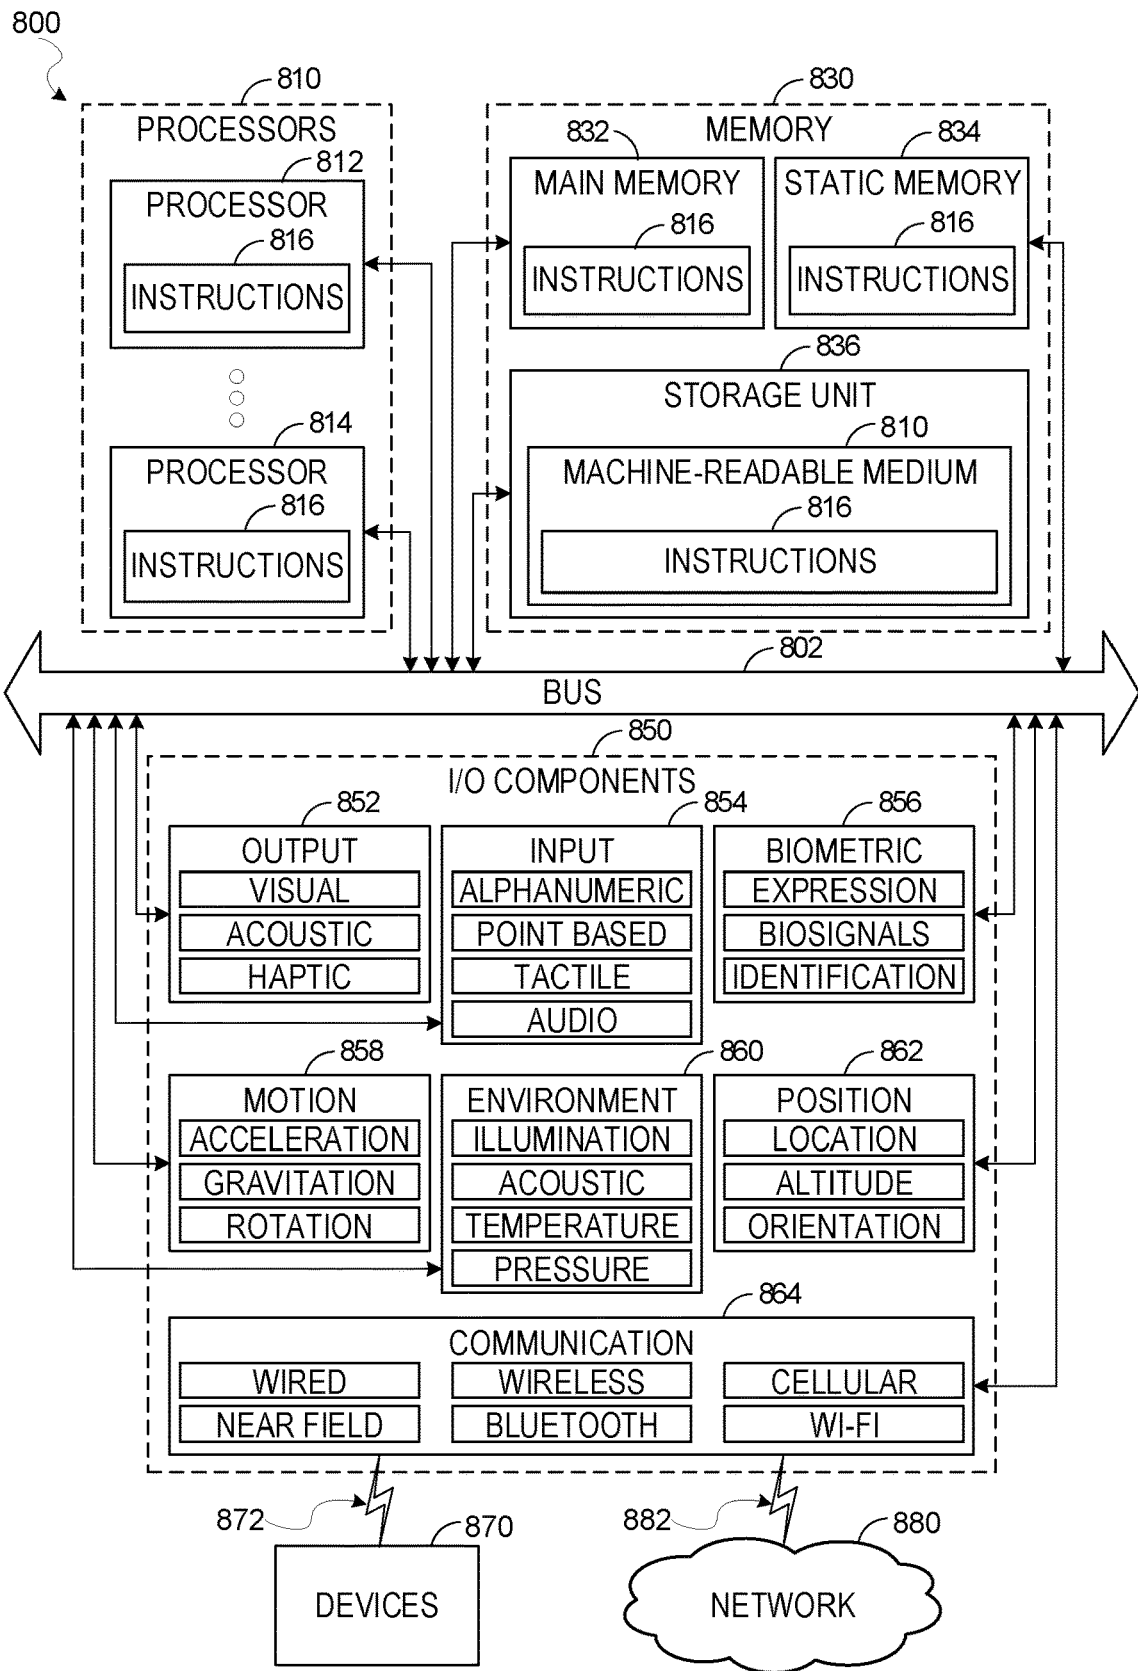 800
810
PROCESSORS
812
PROCESSOR
816
INSTRUCTIONS
814
PROCESSOR
816
INSTRUCTIONS
830
MEMORY
832
MAIN MEMORY
816
INSTRUCTIONS
834
STATIC MEMORY
816
INSTRUCTIONS
836
STORAGE UNIT
810
MACHINE-READABLE MEDIUM
816
INSTRUCTIONS
802
BUS
850
I/O COMPONENTS
852
OUTPUT
VISUAL
ACOUSTIC
HAPTIC
854
INPUT
ALPHANUMERIC
POINT BASED
TACTILE
AUDIO
856
BIOMETRIC
EXPRESSION
BIOSIGNALS
IDENTIFICATION
858
MOTION
ACCELERATION
GRAVITATION
ROTATION
860
ENVIRONMENT
ILLUMINATION
ACOUSTIC
TEMPERATURE
PRESSURE
862
POSITION
LOCATION
ALTITUDE
ORIENTATION
864
COMMUNICATION
WIRED
WIRELESS
CELLULAR
NEAR FIELD
BLUETOOTH
WI-FI
872
870
DEVICES
882
880
NETWORK